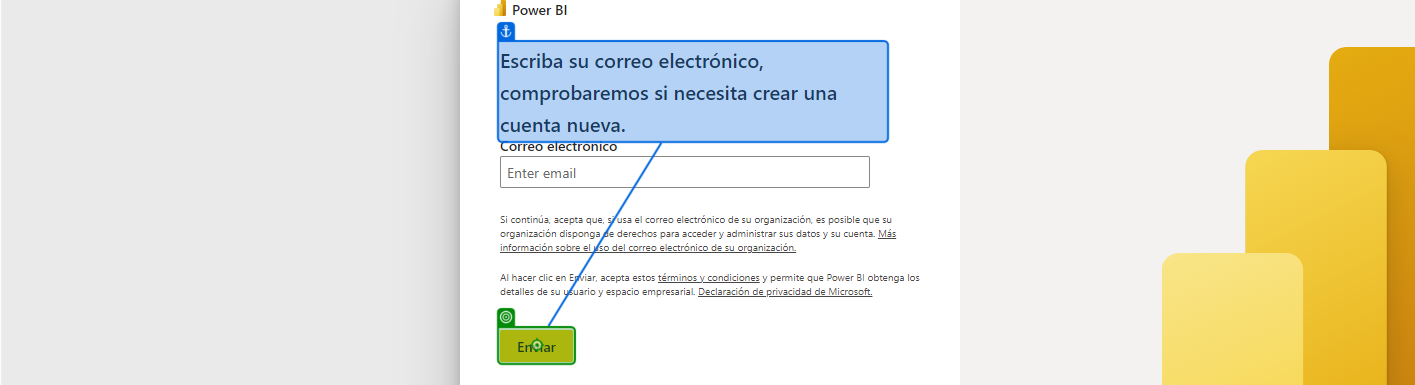 Power BI
Escriba su correo electrónico,
comprobaremos si necesita crear una
cuenta nueva.
Correo electrónico
Enter email
Si continúa, acepta que, si usa el correo electrónico de su organización, es posible que su
organización disponga de derechos para acceder y administrar sus datos y su cuenta. Más
información sobre el uso del correo electrónico de su organización.
Al hacer clic en Enviar, acepta estos términos y condiciones y permite que Power BI obtenga los
detalles de su usuario y espacio empresarial. Declaración de privacidad de Microsoft.
Enviar